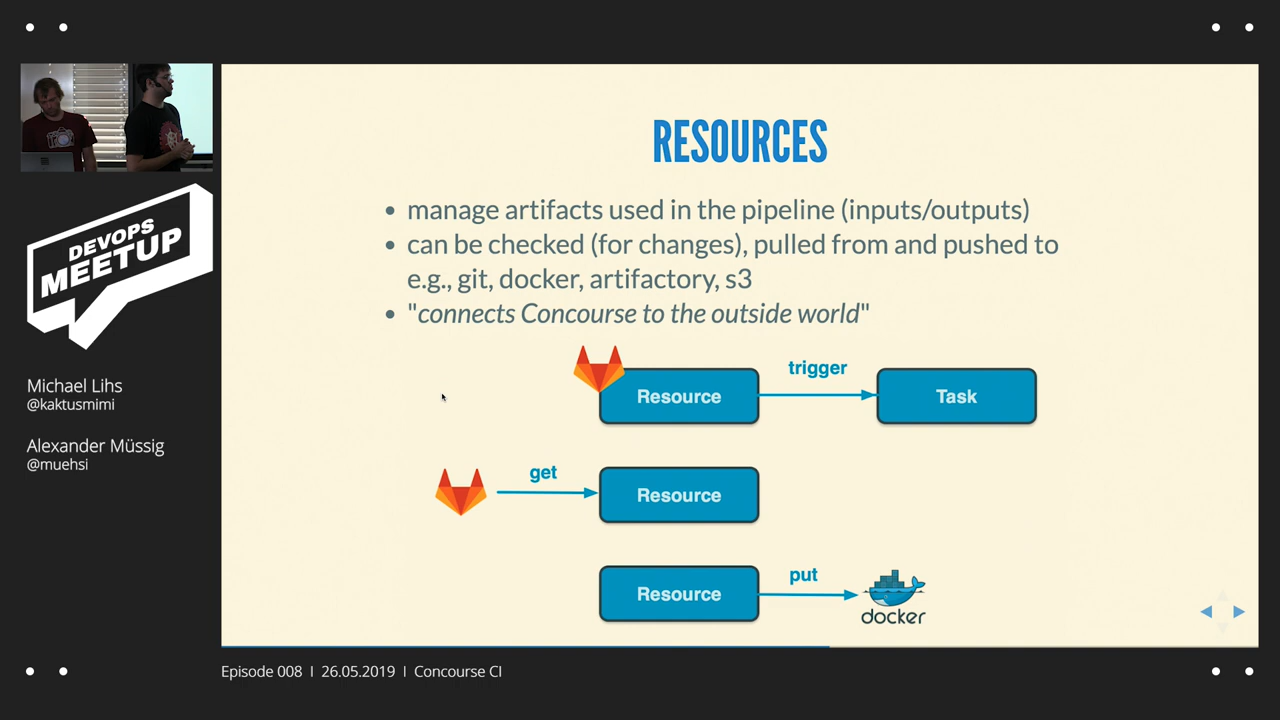 RESOURCES
• manage artifacts used in the pipeline (inputs/outputs)
• can be checked (for changes), pulled from and pushed to
e.g., git, docker, artifactory, s3
• "connects Concourse to the outside world"
DEVOPS
MEETUP
Michael Lihs
@kaktusmimi
Alexander Müssig
@muehsi
Resource
trigger
Task
get
Resource
Resource
put
docker
Episode 008 | 26.05.2019 | Concourse CI